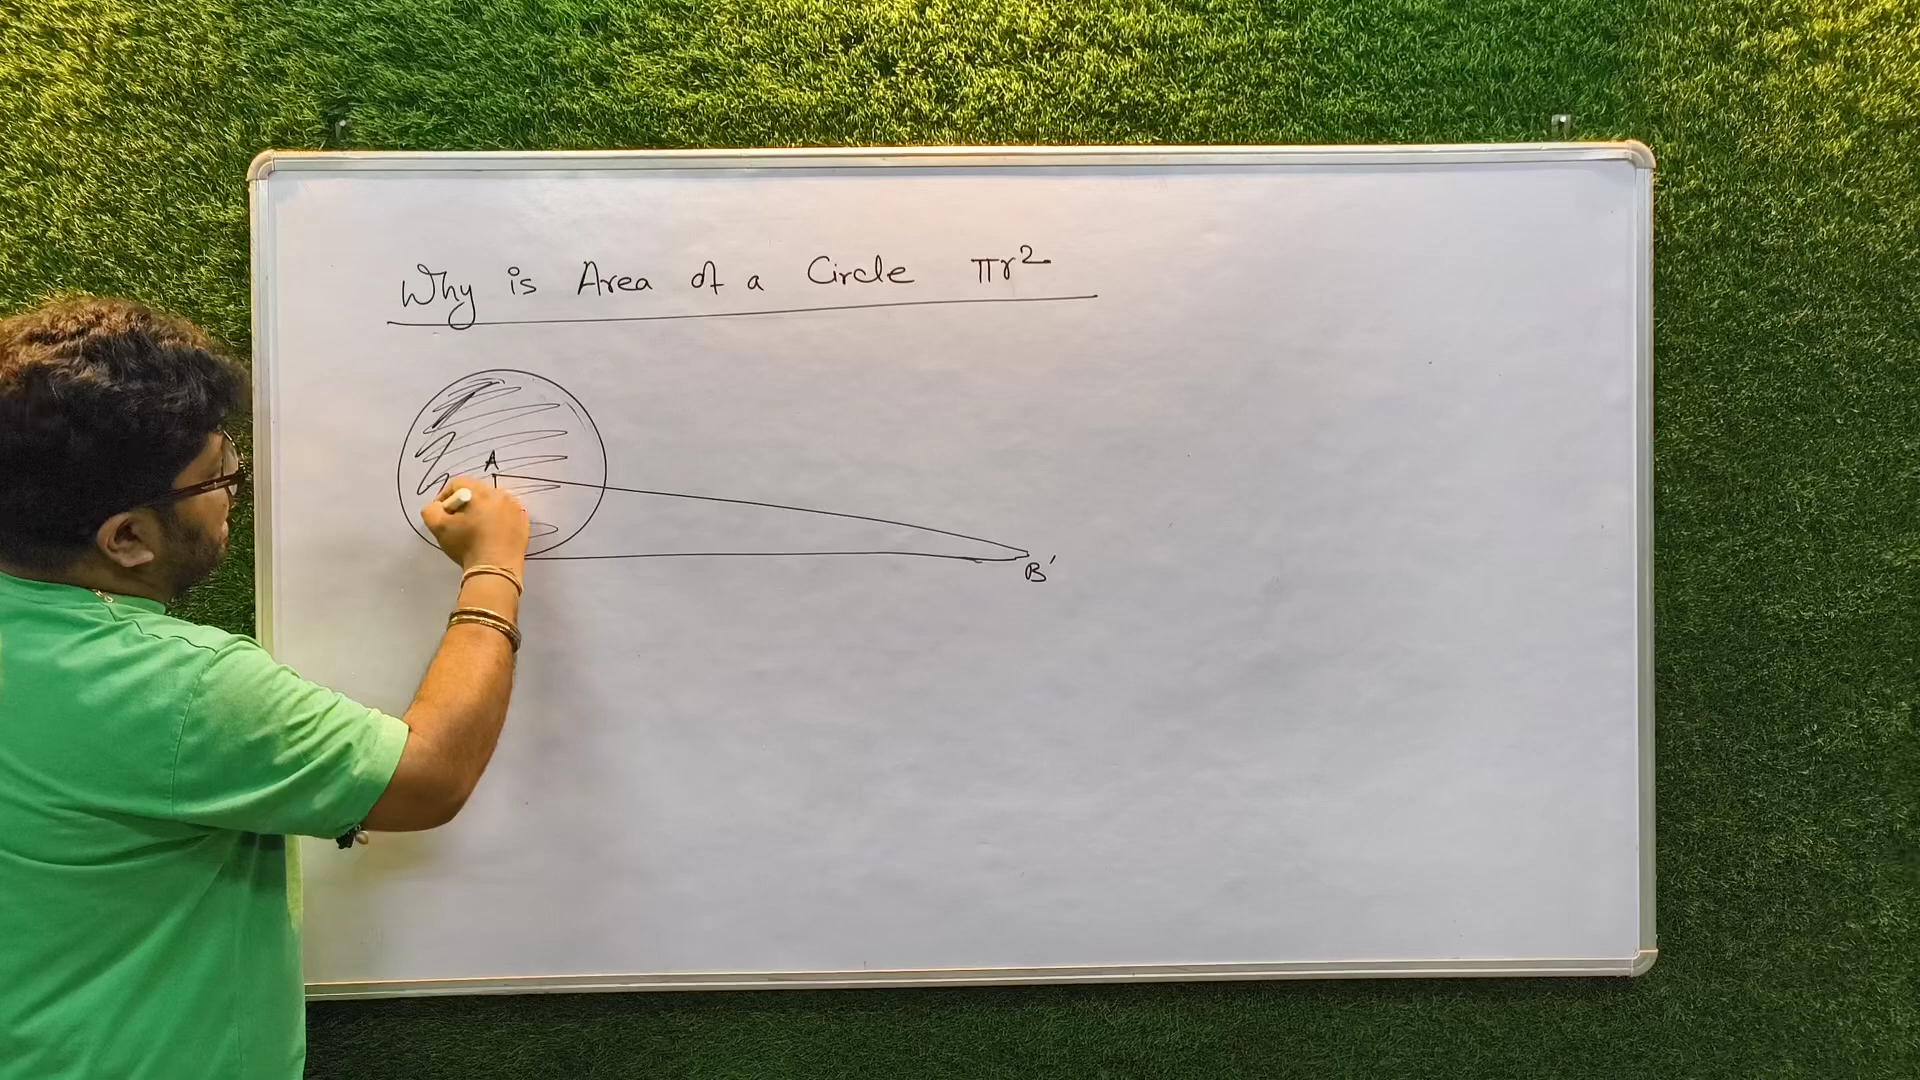 Why is Area of a Circle πr²
A
B'